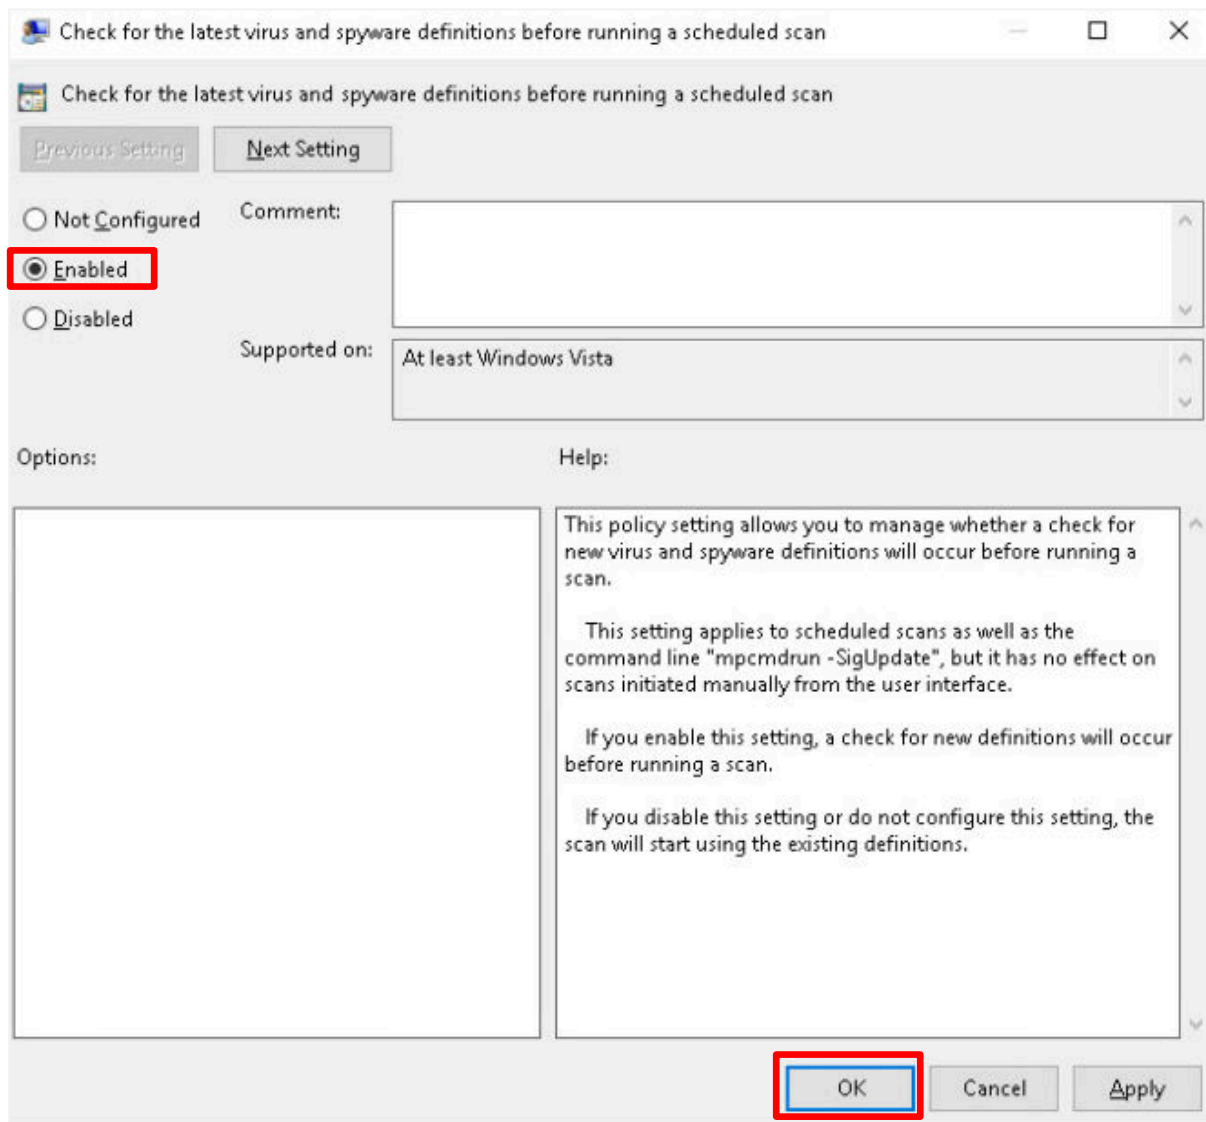 Check for the latest virus and spyware definitions before running a scheduled scan
Check for the latest virus and spyware definitions before running a scheduled scan
Previous Setting
Next Setting
Not Configured
Comment:
Enabled
Disabled
Supported on:
At least Windows Vista
Options:
Help:
This policy setting allows you to manage whether a check for
new virus and spyware definitions will occur before running a
scan.
This setting applies to scheduled scans as well as the
command line "mpcmdrun -SigUpdate", but it has no effect on
scans initiated manually from the user interface.
If you enable this setting, a check for new definitions will occur
before running a scan.
If you disable this setting or do not configure this setting, the
scan will start using the existing definitions.
OK
Cancel
Apply